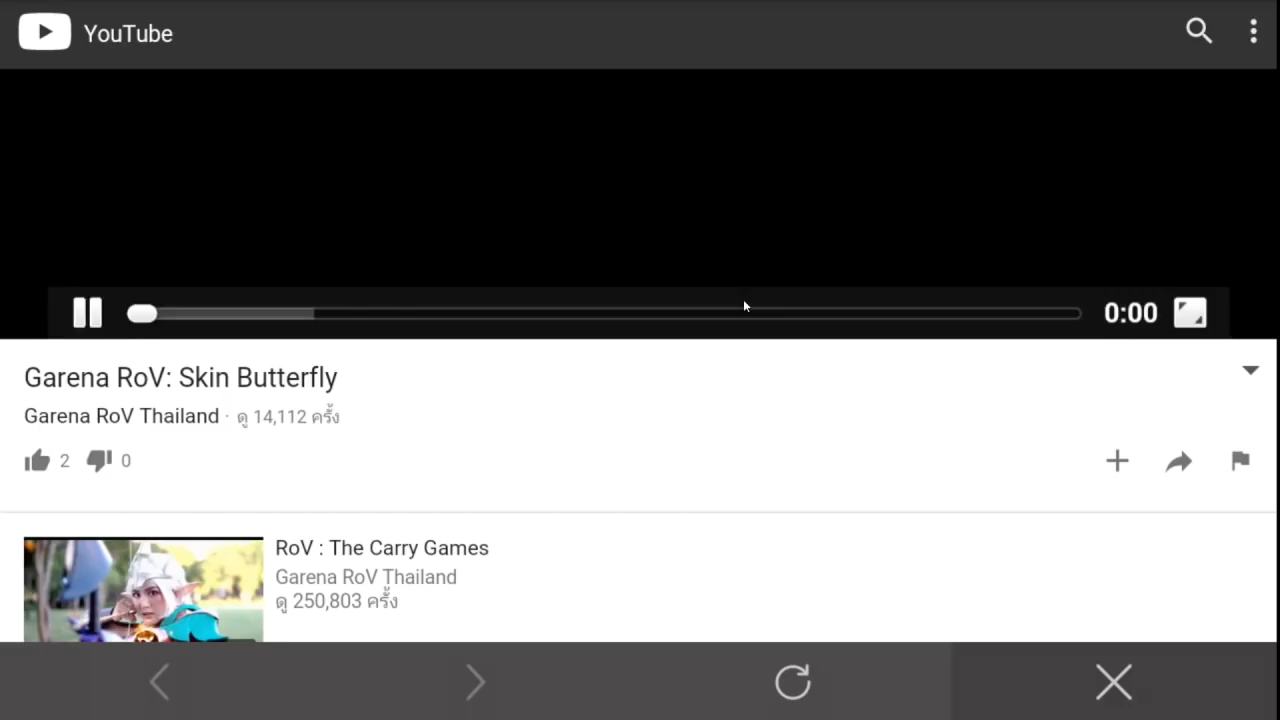 YouTube
0:00
Garena RoV: Skin Butterfly
Garena RoV Thailand · ดู 14,112 ครั้ง
2 0
RoV : The Carry Games
Garena RoV Thailand
ดู 250,803 ครั้ง